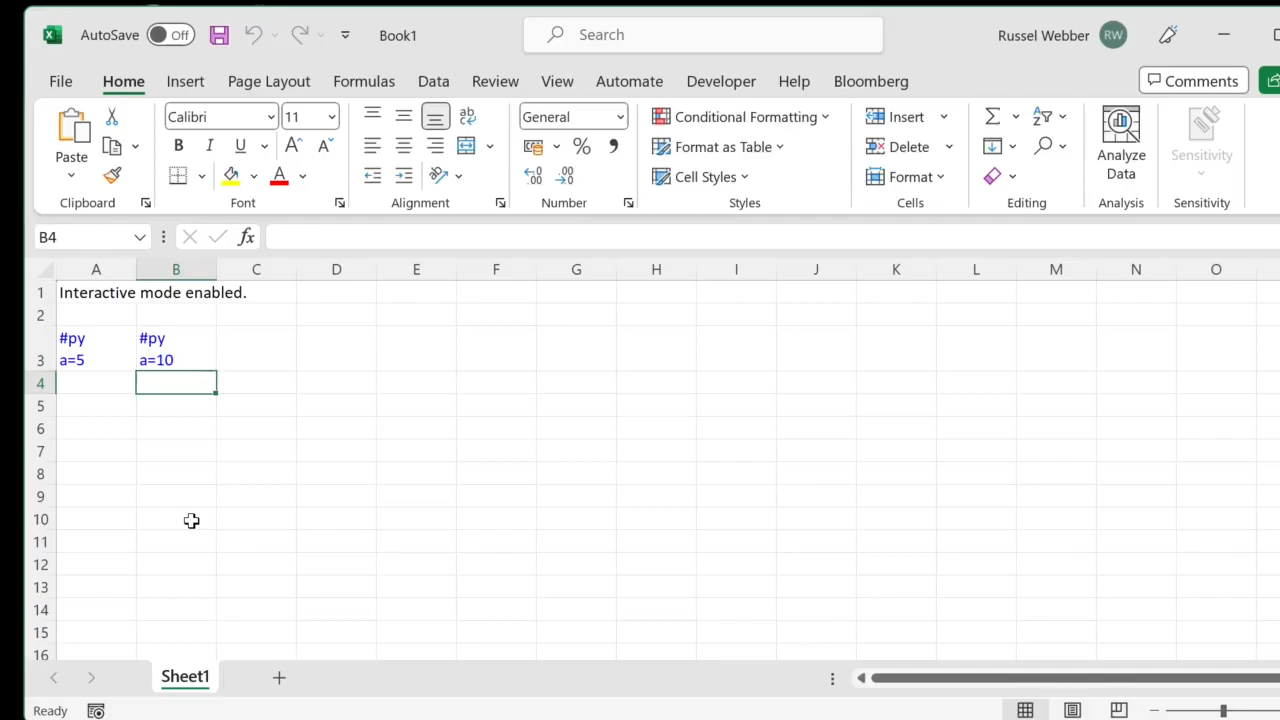 AutoSave Off Book1 Search Russel Webber RW
File Home Insert Page Layout Formulas Data Review View Automate Developer Help Bloomberg Comments
Calibri 11 ab General Conditional Formatting Insert
Paste B I U A A % Format as Table Delete Analyze Data Sensitivity
A Cell Styles Format
Clipboard Font Alignment Number Styles Cells Editing Analysis Sensitivity
B4 fx
A B C D E F G H I J K L M N O
1 Interactive mode enabled.
2
#py #py
3 a=5 a=10
4
5
6
7
8
9
10
11
12
13
14
15
16
Sheet1
Ready